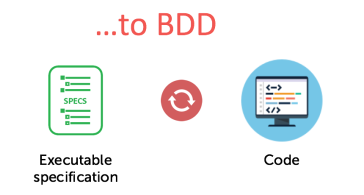 ...to BDD
SPECS
<-->
</>
Executable
specification
Code